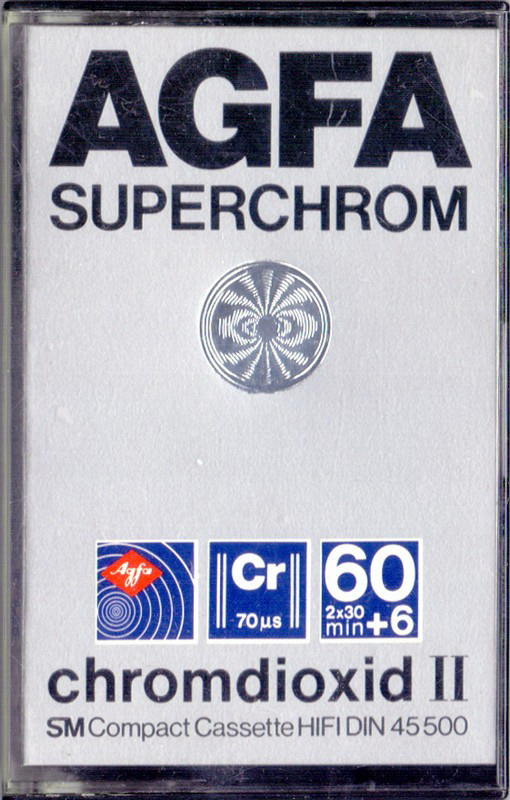 AGFA
SUPERCHROM
Agfa
Cr
70 µs
60
2x30
min +6
chromdioxid II
SM Compact Cassette HIFI DIN 45 500